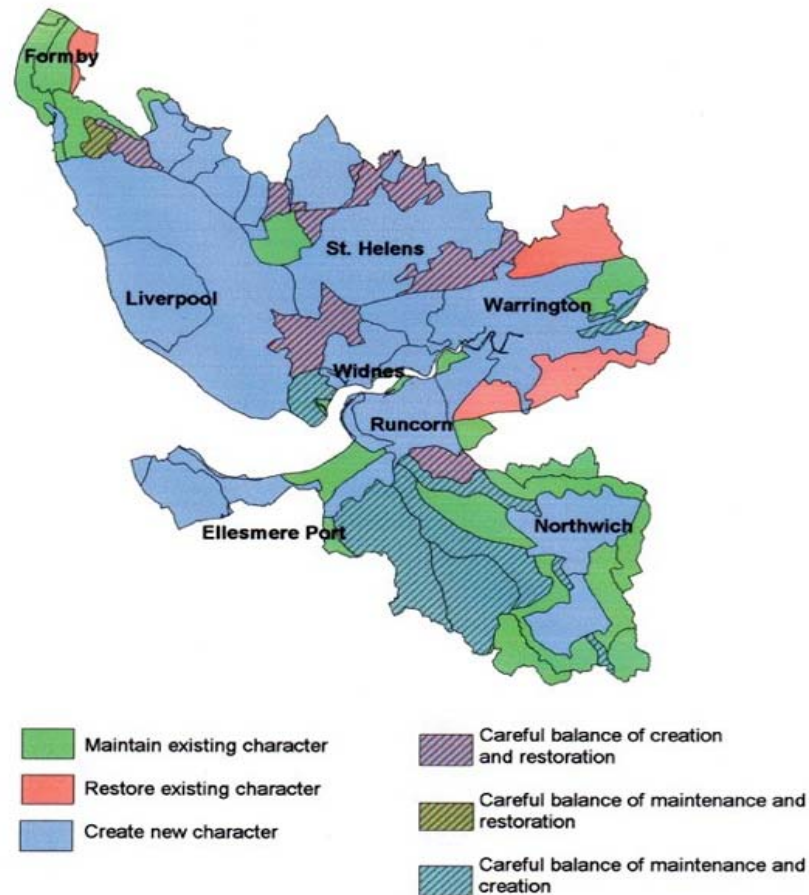 Formby
St. Helens
Liverpool
Warrington
Widnes
Runcorn
Ellesmere Port
Northwich
Maintain existing character
Restore existing character
Create new character
Careful balance of creation
and restoration
Careful balance of maintenance and
restoration
Careful balance of maintenance and
creation